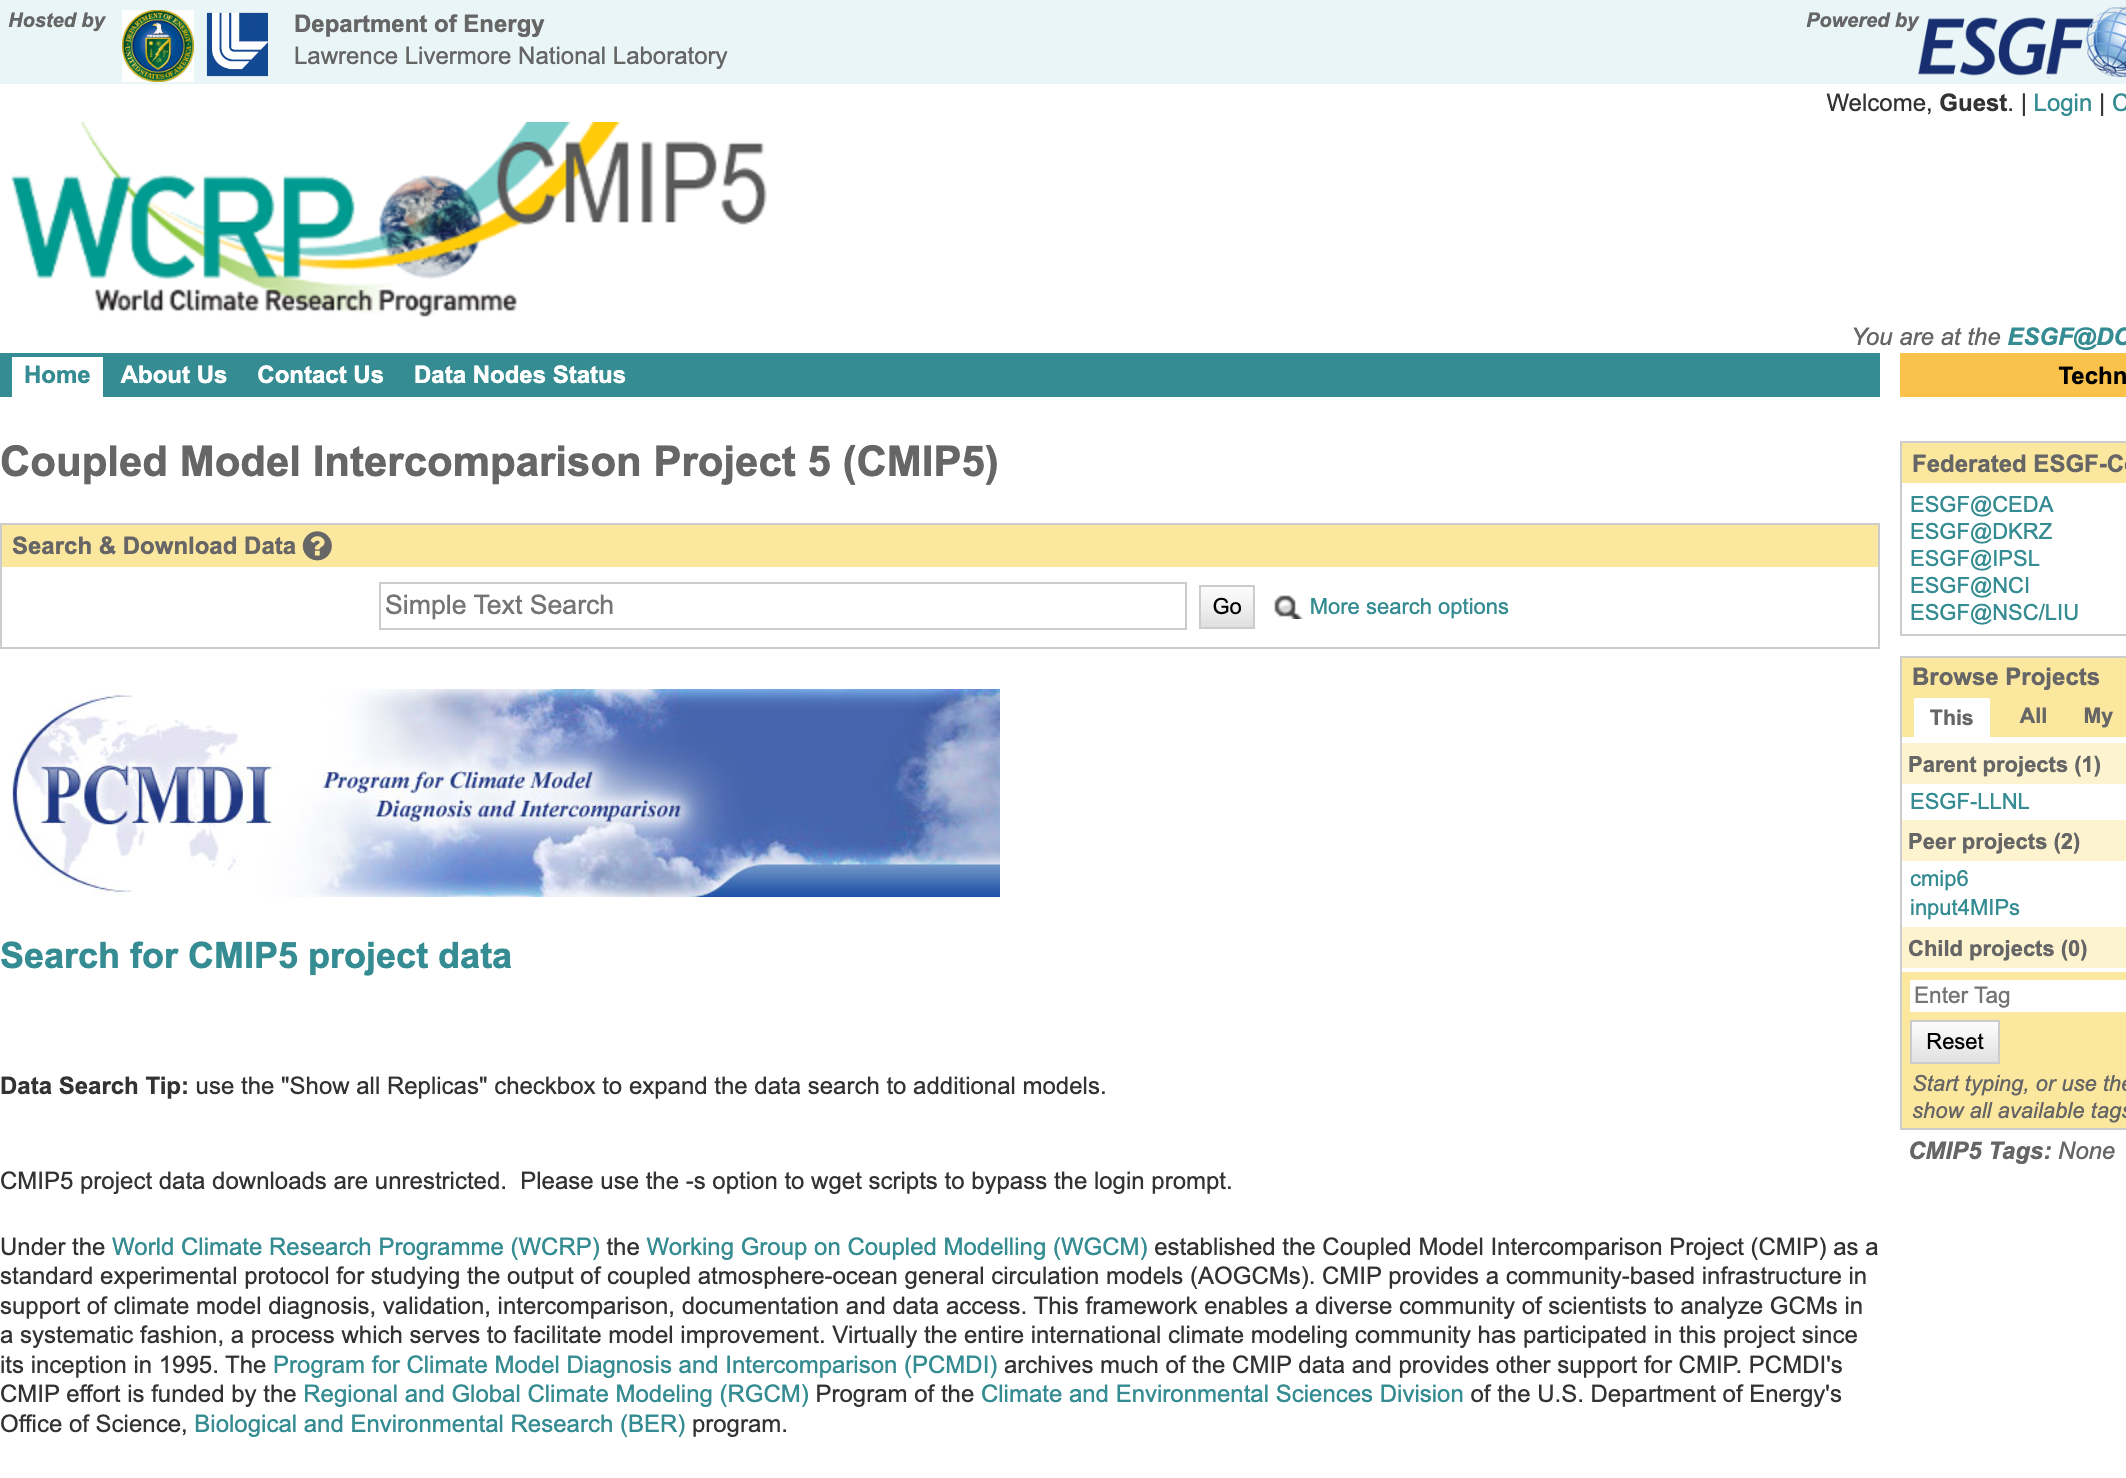 Hosted by
Department of Energy
Lawrence Livermore National Laboratory
Powered by
ESGF
Welcome, Guest. | Login |
WCRP
CMIP5
World Climate Research Programme
You are at the ESGF@DO
Home About Us Contact Us Data Nodes Status
Techn
Coupled Model Intercomparison Project 5 (CMIP5)
Search & Download Data ?
Simple Text Search Go More search options
PCMDI
Program for Climate Model
Diagnosis and Intercomparison
Search for CMIP5 project data
Data Search Tip: use the "Show all Replicas" checkbox to expand the data search to additional models.
CMIP5 project data downloads are unrestricted.  Please use the -s option to wget scripts to bypass the login prompt.
Under the World Climate Research Programme (WCRP) the Working Group on Coupled Modelling (WGCM) established the Coupled Model Intercomparison Project (CMIP) as a
standard experimental protocol for studying the output of coupled atmosphere-ocean general circulation models (AOGCMs). CMIP provides a community-based infrastructure in
support of climate model diagnosis, validation, intercomparison, documentation and data access. This framework enables a diverse community of scientists to analyze GCMs in
a systematic fashion, a process which serves to facilitate model improvement. Virtually the entire international climate modeling community has participated in this project since
its inception in 1995. The Program for Climate Model Diagnosis and Intercomparison (PCMDI) archives much of the CMIP data and provides other support for CMIP. PCMDI's
CMIP effort is funded by the Regional and Global Climate Modeling (RGCM) Program of the Climate and Environmental Sciences Division of the U.S. Department of Energy's
Office of Science, Biological and Environmental Research (BER) program.
Federated ESGF-C
ESGF@CEDA
ESGF@DKRZ
ESGF@IPSL
ESGF@NCI
ESGF@NSC/LIU
Browse Projects
This All My
Parent projects (1)
ESGF-LLNL
Peer projects (2)
cmip6
input4MIPs
Child projects (0)
Enter Tag
Reset
Start typing, or use the
show all available tags
CMIP5 Tags: None